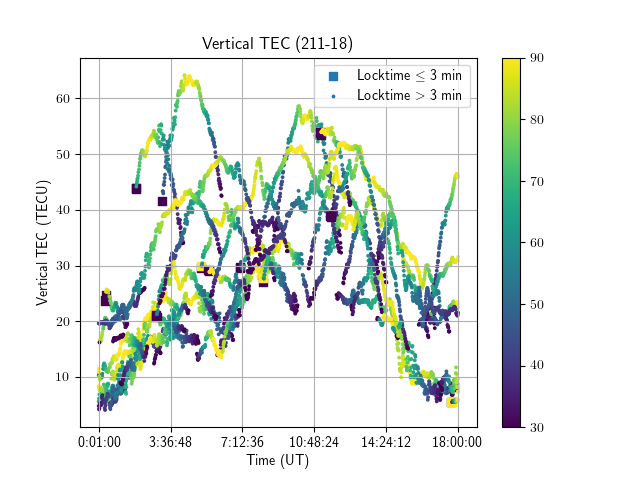 Vertical TEC (211-18)
Locktime ≤ 3 min
Locktime > 3 min
Vertical TEC (TECU)
60
50
40
30
20
10
0:01:00 3:36:48 7:12:36 10:48:24 14:24:12 18:00:00
Time (UT)
90
80
70
60
50
40
30